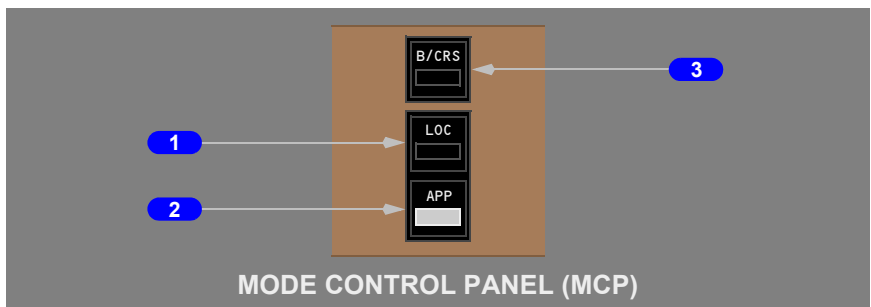 B/CRS
3
LOC
1
APP
2
MODE CONTROL PANEL (MCP)